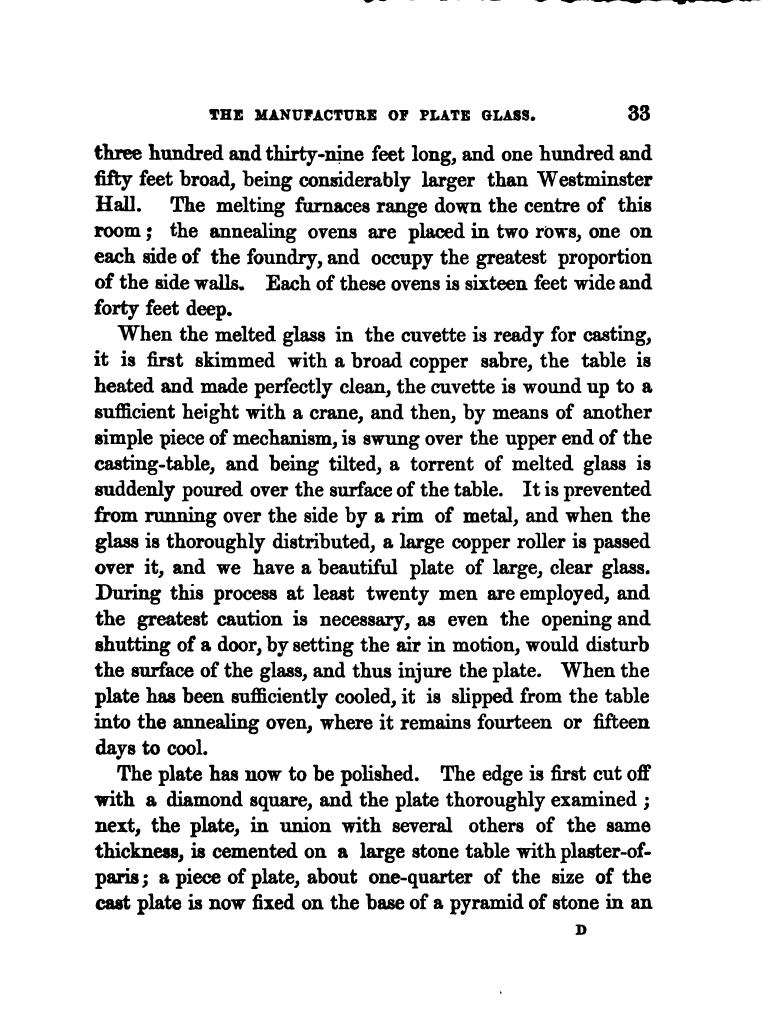 THE MANUFACTURE OF PLATE GLASS. 33
three hundred and thirty-nine feet long, and one hundred and
fifty feet broad, being considerably larger than Westminster
Hall. The melting furnaces range down the centre of this
room; the annealing ovens are placed in two rows, one on
each side of the foundry, and occupy the greatest proportion
of the side walls. Each of these ovens is sixteen feet wide and
forty feet deep.
When the melted glass in the cuvette is ready for casting,
it is first skimmed with a broad copper sabre, the table is
heated and made perfectly clean, the cuvette is wound up to a
sufficient height with a crane, and then, by means of another
simple piece of mechanism, is swung over the upper end of the
casting-table, and being tilted, a torrent of melted glass is
suddenly poured over the surface of the table. It is prevented
from running over the side by a rim of metal, and when the
glass is thoroughly distributed, a large copper roller is passed
over it, and we have a beautiful plate of large, clear glass.
During this process at least twenty men are employed, and
the greatest caution is necessary, as even the opening and
shutting of a door, by setting the air in motion, would disturb
the surface of the glass, and thus injure the plate. When the
plate has been sufficiently cooled, it is slipped from the table
into the annealing oven, where it remains fourteen or fifteen
days to cool.
The plate has now to be polished. The edge is first cut off
with a diamond square, and the plate thoroughly examined;
next, the plate, in union with several others of the same
thickness, is cemented on a large stone table with plaster-of-
paris; a piece of plate, about one-quarter of the size of the
cast plate is now fixed on the base of a pyramid of stone in an
D